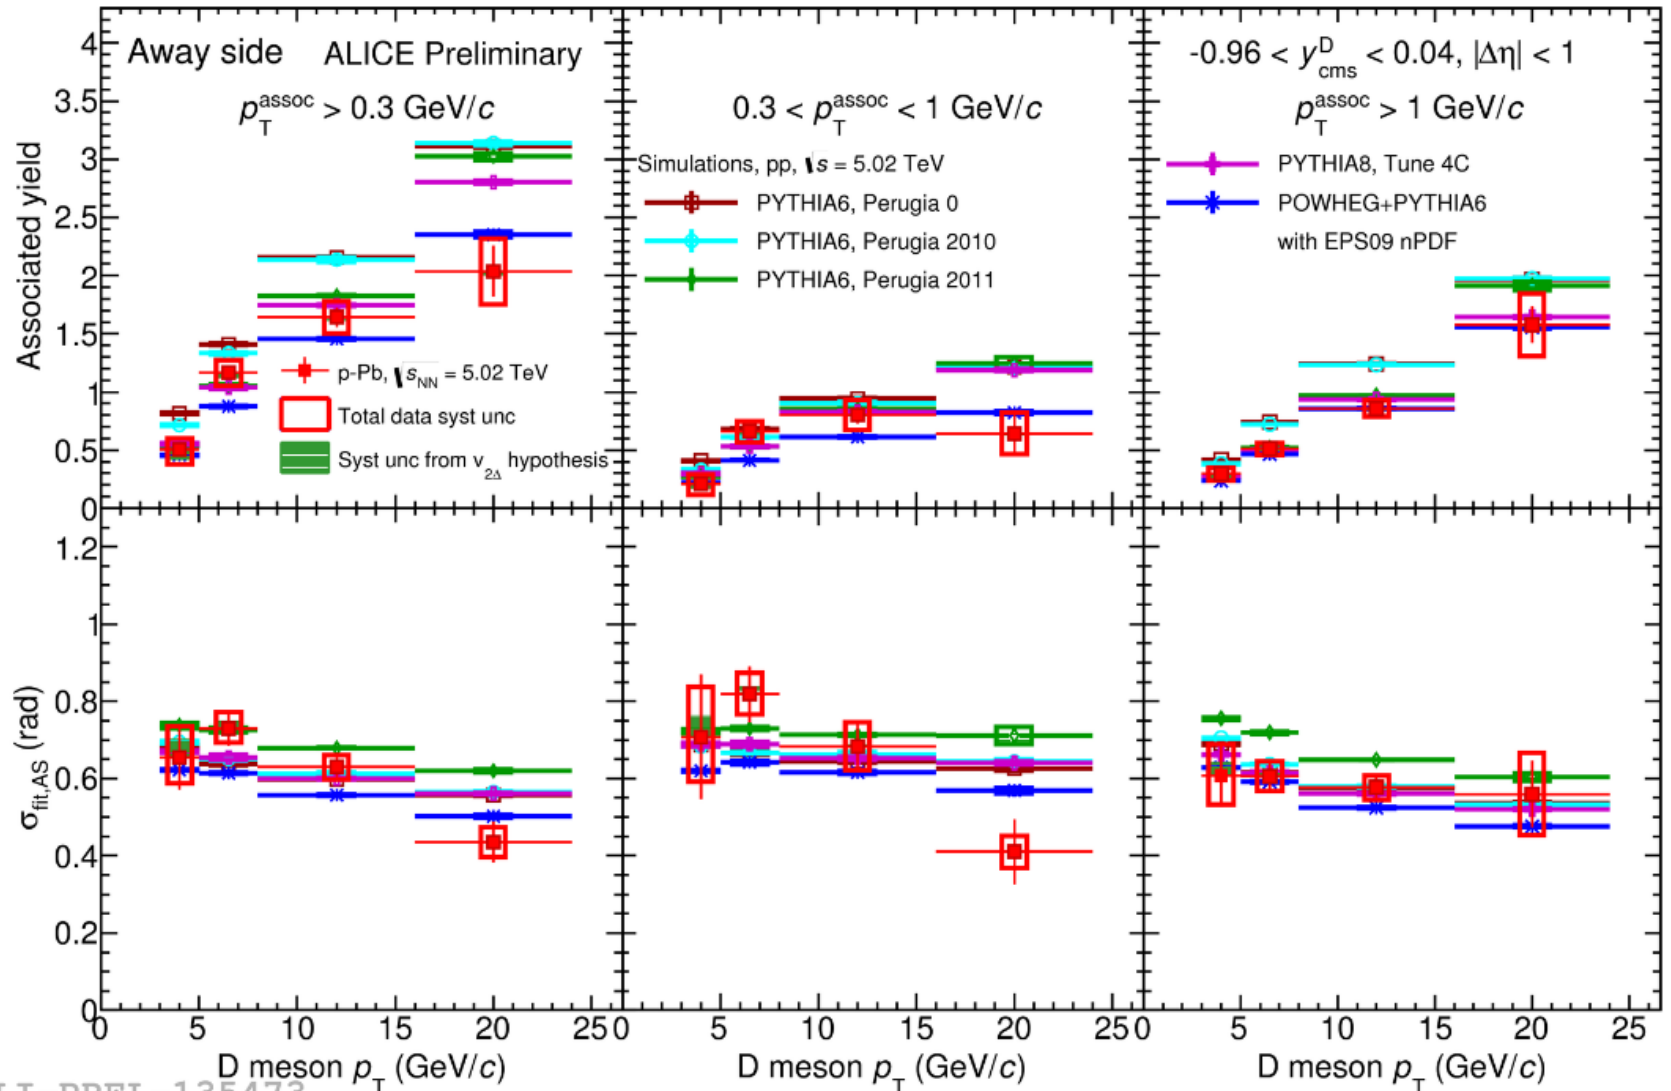 Away side ALICE Preliminary
-0.96 < y^D_cms < 0.04, |Δη| < 1
p_T^assoc > 0.3 GeV/c
0.3 < p_T^assoc < 1 GeV/c
p_T^assoc > 1 GeV/c
Simulations, pp, √s = 5.02 TeV
PYTHIA6, Perugia 0
PYTHIA6, Perugia 2010
PYTHIA6, Perugia 2011
PYTHIA8, Tune 4C
POWHEG+PYTHIA6
with EPS09 nPDF
p-Pb, √s_NN = 5.02 TeV
Total data syst unc
Syst unc from v_2Δ hypothesis
Associated yield
4
3.5
3
2.5
2
1.5
1
0.5
0
σ_fit,AS (rad)
1.2
1
0.8
0.6
0.4
0.2
0
0 5 10 15 20 25 0 5 10 15 20 25 0 5 10 15 20 25
D meson p_T (GeV/c) D meson p_T (GeV/c) D meson p_T (GeV/c)